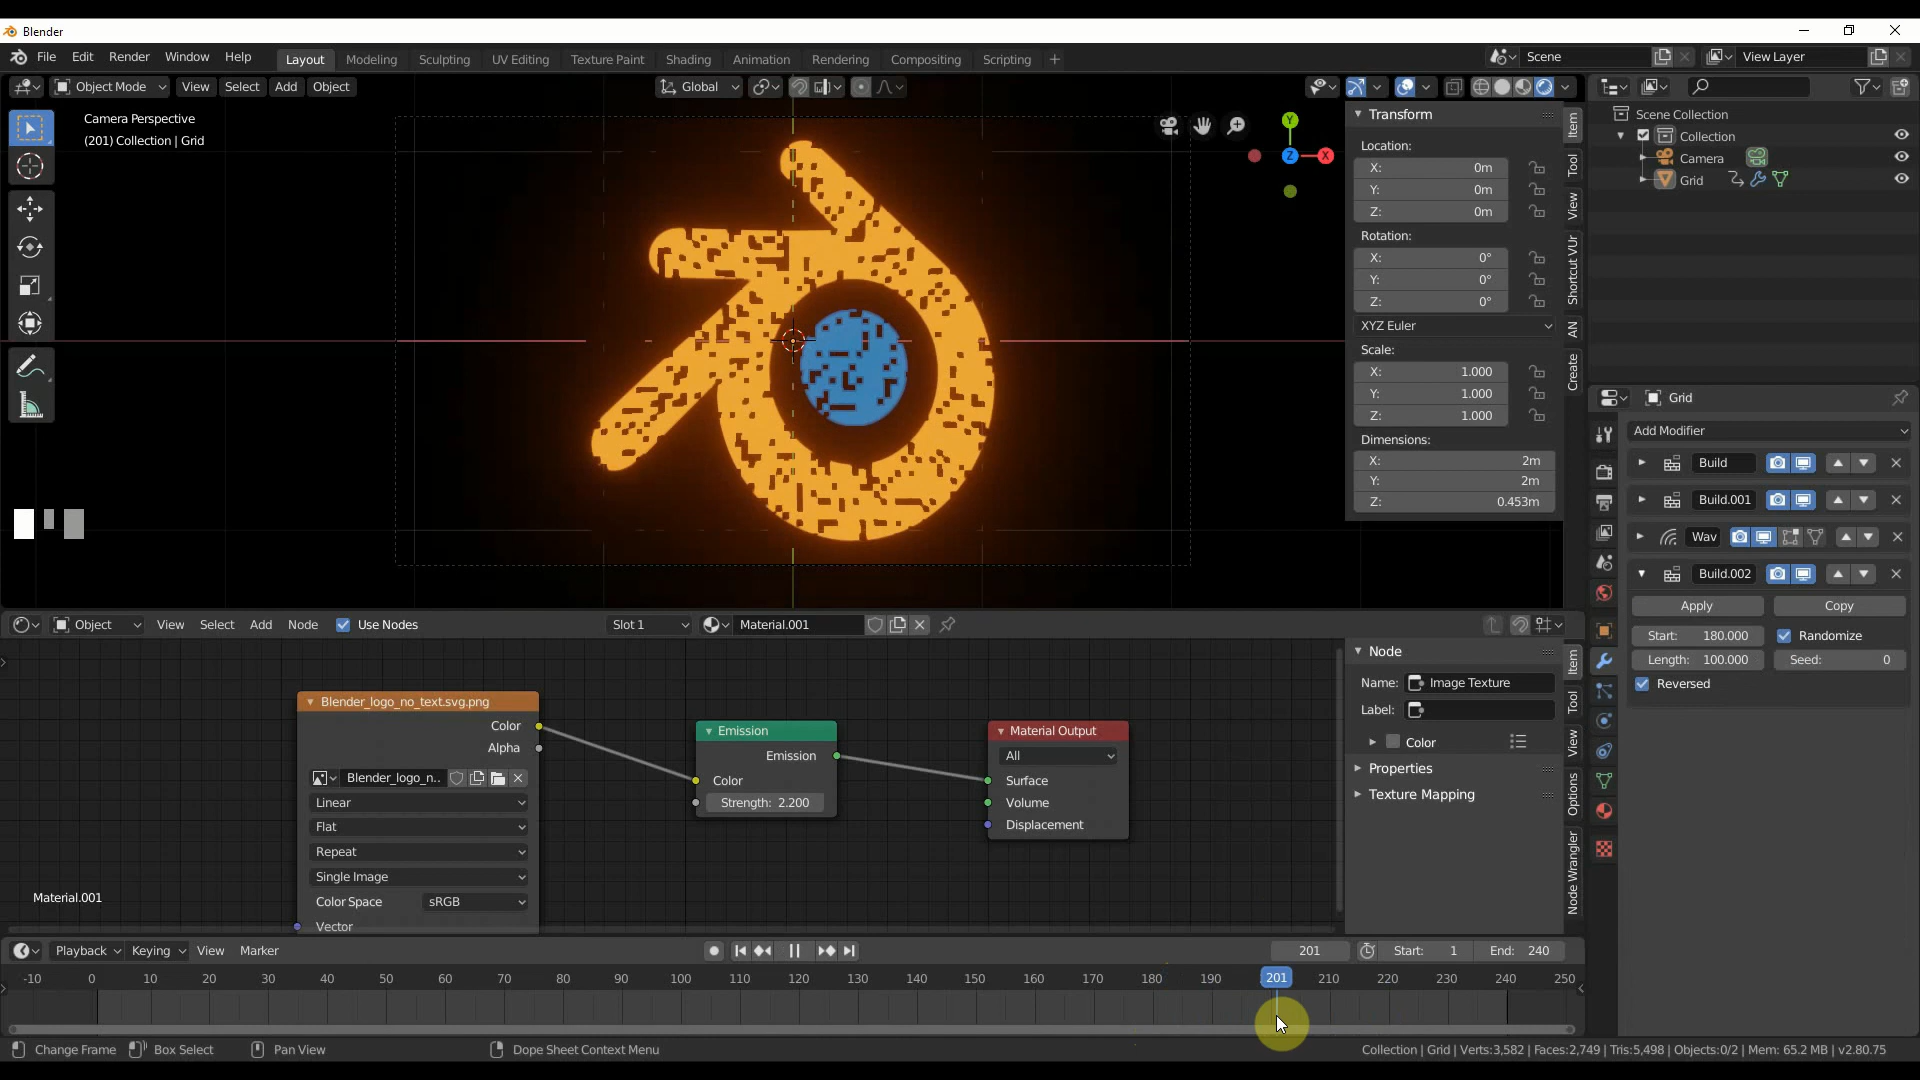 Blender
File Edit Render Window Help Layout Modeling Sculpting UV Editing Texture Paint Shading Animation Rendering Compositing Scripting + Scene View Layer
Object Mode View Select Add Object Global
Camera Perspective
(201) Collection | Grid
Y
Z
X
Transform
Location:
X: 0m
Y: 0m
Z: 0m
Rotation:
X: 0°
Y: 0°
Z: 0°
XYZ Euler
Scale:
X: 1.000
Y: 1.000
Z: 1.000
Dimensions:
X: 2m
Y: 2m
Z: 0.453m
Item
Tool
View
Shortcut VUr
AN
Create
Scene Collection
Collection
Camera
Grid
Grid
Add Modifier
Build
Build.001
Wav
Build.002
Apply Copy
Start: 180.000 Randomize
Length: 100.000 Seed: 0
Reversed
Object View Select Add Node Use Nodes Slot 1 Material.001
Blender_logo_no_text.svg.png
Color
Alpha
Blender_logo_n..
Linear
Flat
Repeat
Single Image
Color Space sRGB
Vector
Emission
Emission
Color
Strength: 2.200
Material Output
All
Surface
Volume
Displacement
Material.001
Node
Name: Image Texture
Label:
Color
Properties
Texture Mapping
Item
Tool
View
Options
Node Wrangler
Playback Keying View Marker 201 Start: 1 End: 240
-10 0 10 20 30 40 50 60 70 80 90 100 110 120 130 140 150 160 170 180 190 201 210 220 230 240 250
Change Frame Box Select Pan View Dope Sheet Context Menu Collection | Grid | Verts:3,582 | Faces:2,749 | Tris:5,498 | Objects:0/2 | Mem: 65.2 MB | v2.80.75